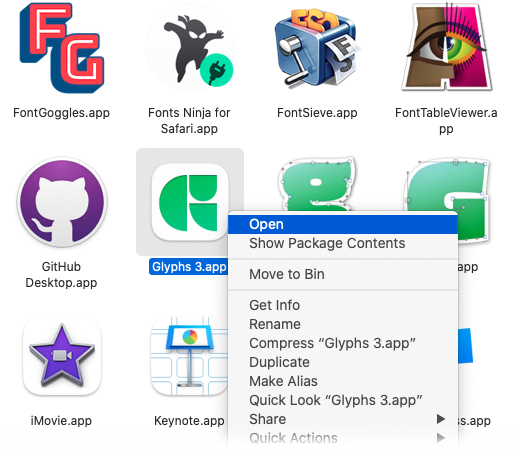 FG
FontGoggles.app
Fonts Ninja for
Safari.app
FontSieve.app
FontTableViewer.a
pp
GitHub
Desktop.app
Glyphs 3.app
.app
Open
Show Package Contents
Move to Bin
Get Info
Rename
Compress “Glyphs 3.app”
Duplicate
Make Alias
Quick Look “Glyphs 3.app”
Share
Quick Actions
iMovie.app
Keynote.app
ss.app